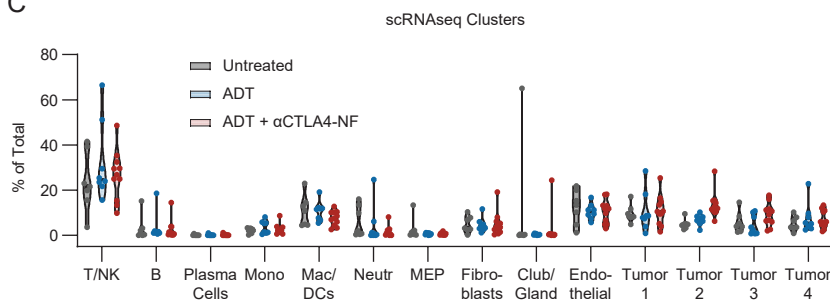 C
scRNAseq Clusters
% of Total
80
60
40
20
0
Untreated
ADT
ADT + αCTLA4-NF
T/NK
B
Plasma
Cells
Mono
Mac/
DCs
Neutr
MEP
Fibro-
blasts
Club/
Gland
Endo-
thelial
Tumor
1
Tumor
2
Tumor
3
Tumor
4